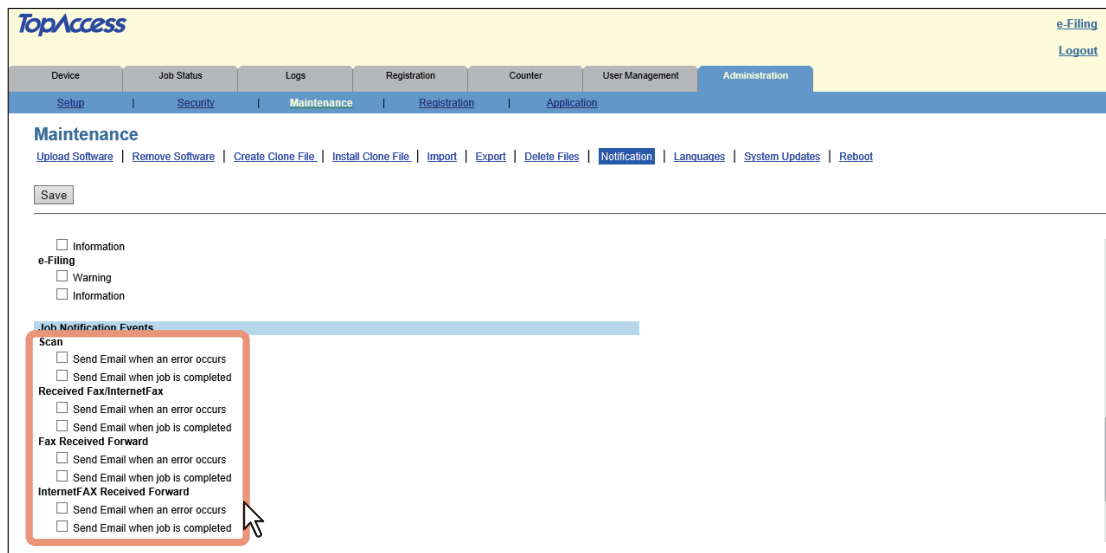 TopAccess
e-Filing
Logout
Device Job Status Logs Registration Counter User Management Administration
Setup | Security | Maintenance | Registration | Application
Maintenance
Upload Software | Remove Software | Create Clone File | Install Clone File | Import | Export | Delete Files | Notification | Languages | System Updates | Reboot
Save
Information
e-Filing
Warning
Information
Job Notification Events
Scan
Send Email when an error occurs
Send Email when job is completed
Received Fax/InternetFax
Send Email when an error occurs
Send Email when job is completed
Fax Received Forward
Send Email when an error occurs
Send Email when job is completed
InternetFAX Received Forward
Send Email when an error occurs
Send Email when job is completed